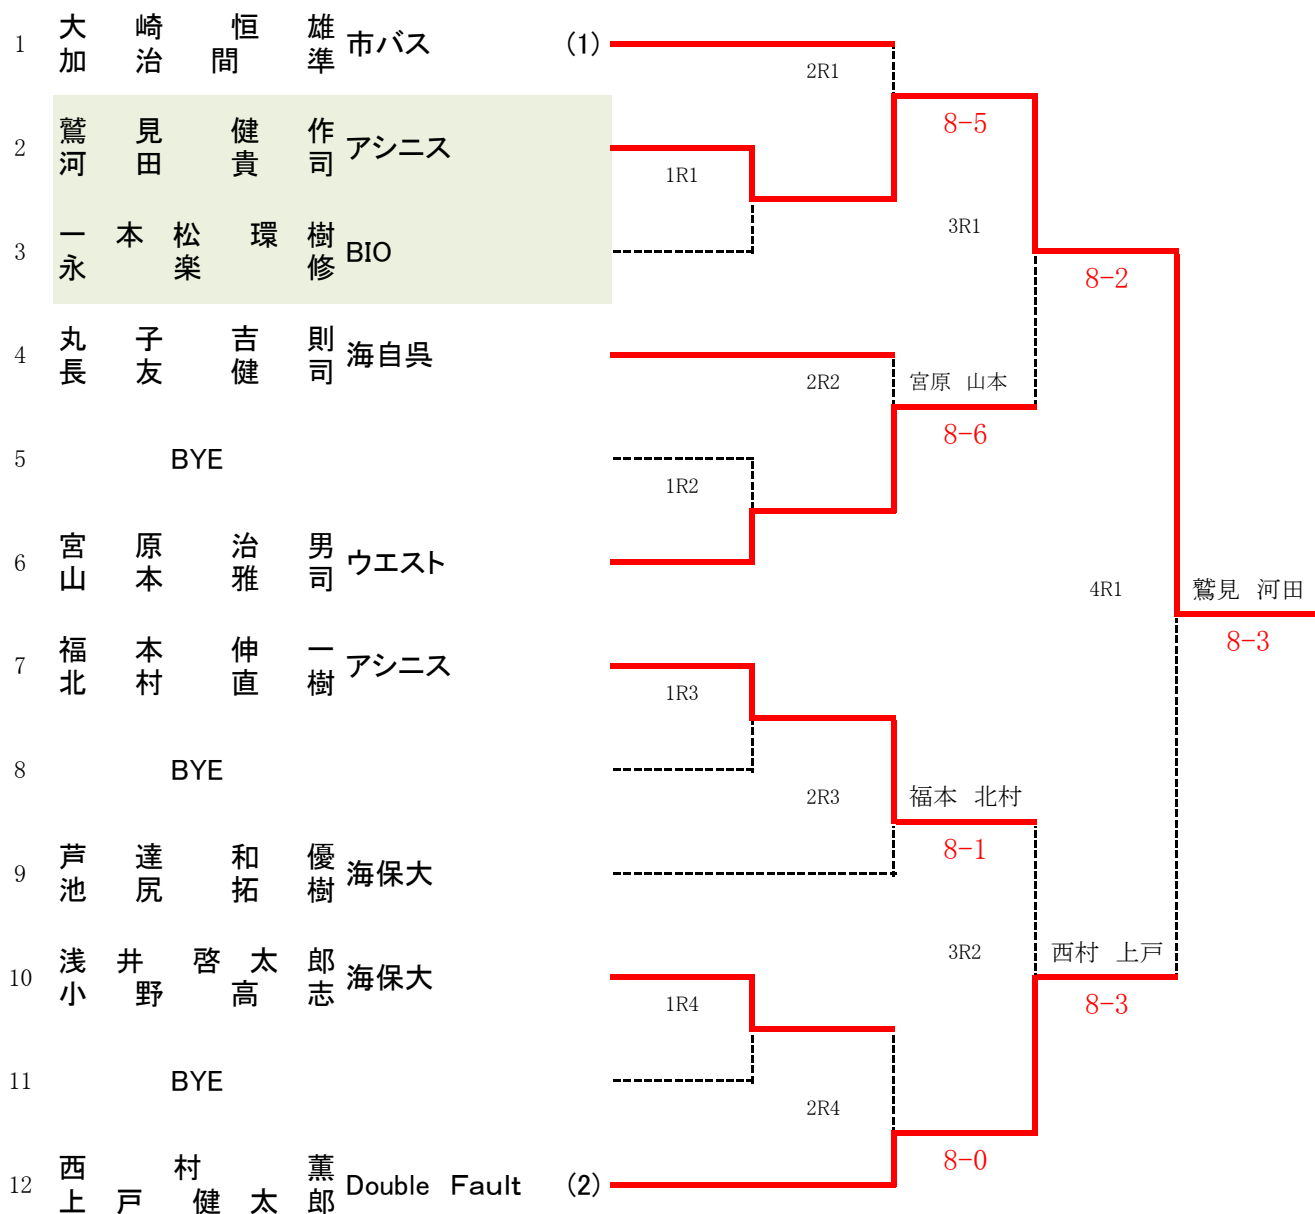 1 大崎恒雄 市バス (1)
加治間準
2R1
8-5
2 鷲見健作 アシニス
河田貴司
1R1
3R1
3 一本松環樹 BIO
永楽修
8-2
4 丸子吉則 海自呉
長友健司
2R2
宮原 山本
8-6
5 BYE
1R2
6 宮原治男 ウエスト
山本雅司
4R1
鷲見 河田
8-3
7 福本伸一 アシニス
北村直樹
1R3
8 BYE
2R3
福本 北村
8-1
9 芦達和優 海保大
池尻拓樹
3R2
西村 上戸
8-3
10 浅井啓太郎 海保大
小野高志
1R4
11 BYE
2R4
8-0
12 西村薫 Double Fault (2)
上戸健太郎